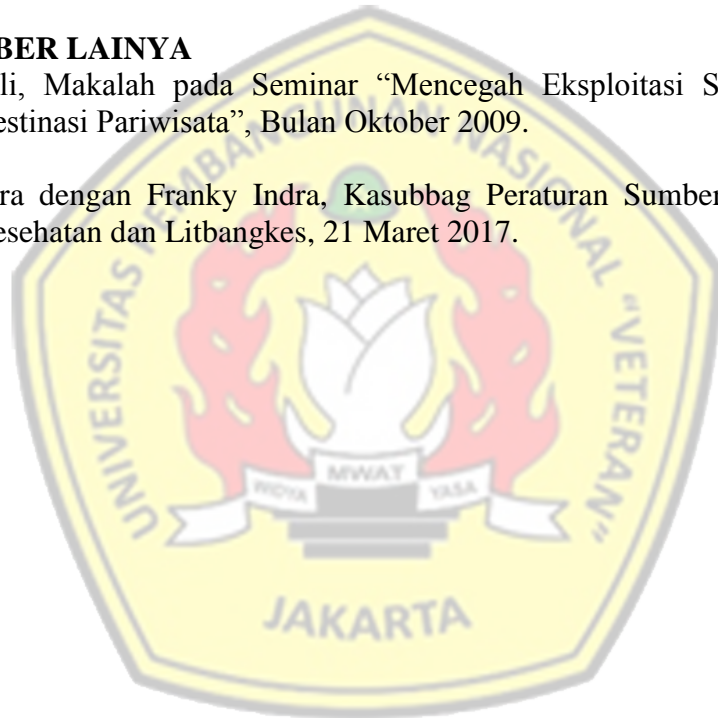 BER LAINYA
li, Makalah pada Seminar “Mencegah Eksploitasi S
estinasi Pariwisata”, Bulan Oktober 2009.
ra dengan Franky Indra, Kasubbag Peraturan Sumber
esehatan dan Litbangkes, 21 Maret 2017.
UNIVERSITAS PEMBANGUNAN NASIONAL “VETERAN”
WIDYA MWAT YASA
JAKARTA